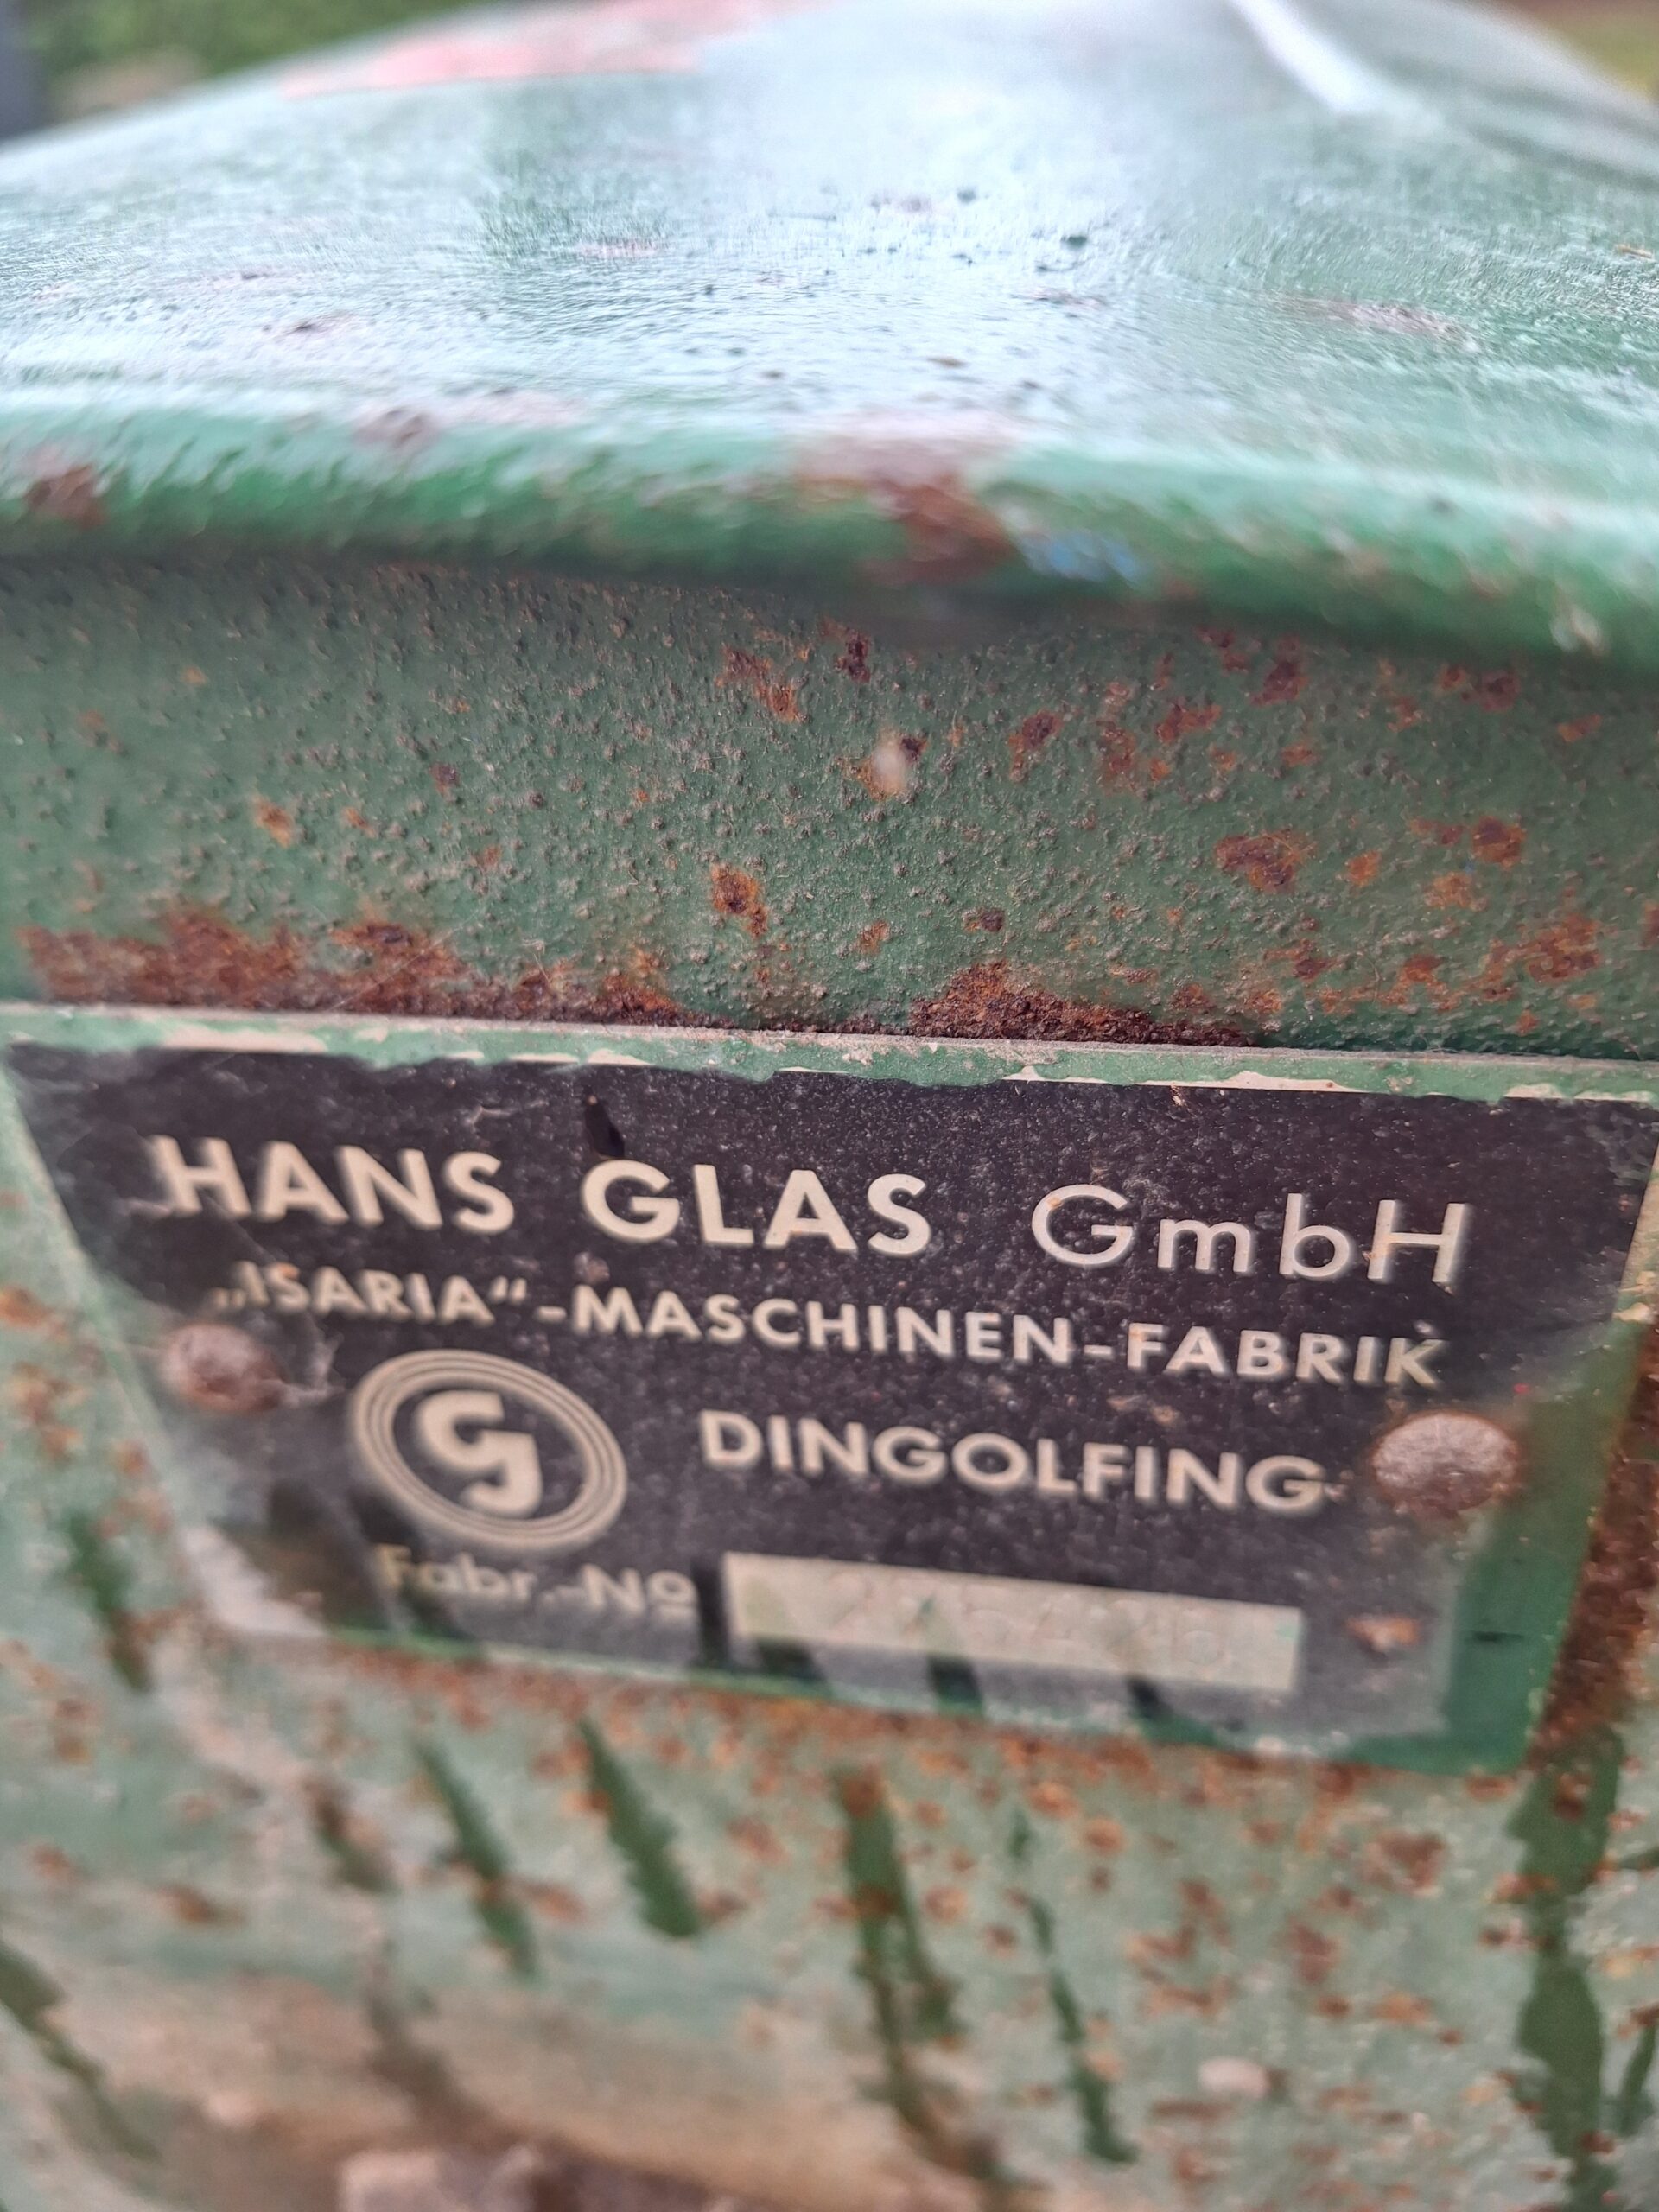 HANS GLAS GmbH
„ISARIA“-MASCHINEN-FABRIK
G
DINGOLFING
Fabr.-Nº